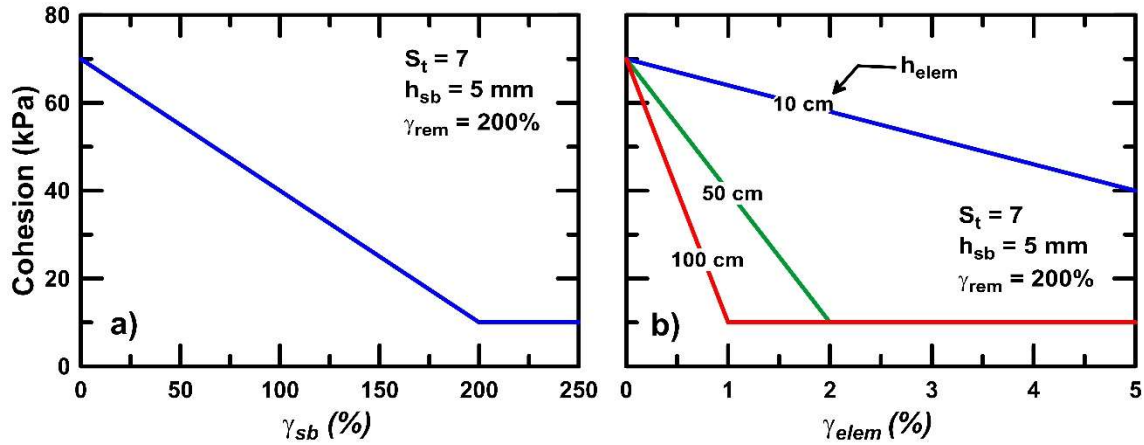 Cohesion (kPa)
80
60
40
20
0
S_t = 7
h_sb = 5 mm
γ_rem = 200%
a)
0 50 100 150 200 250
γ_sb (%)
h_elem
10 cm
50 cm
100 cm
S_t = 7
h_sb = 5 mm
γ_rem = 200%
b)
0 1 2 3 4 5
γ_elem (%)